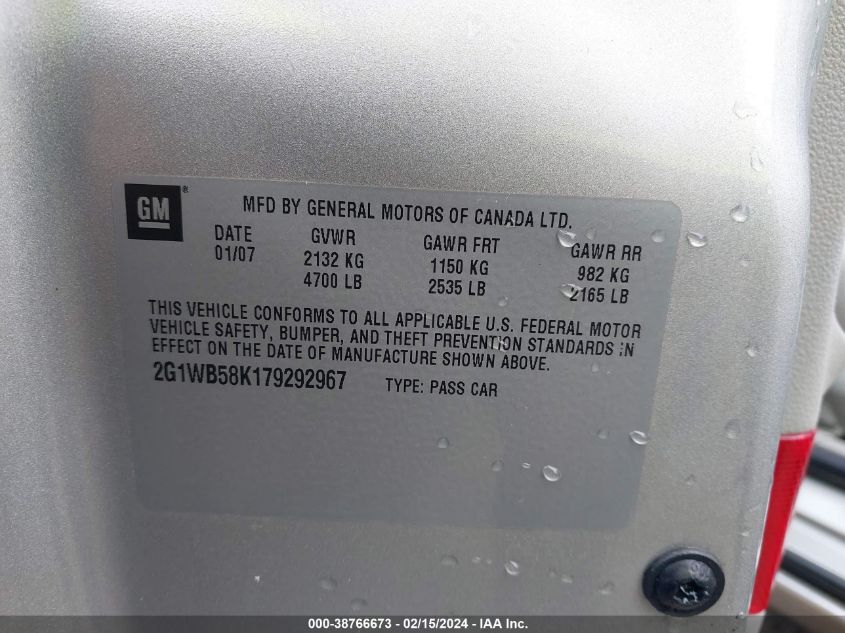 GM®
MFD BY GENERAL MOTORS OF CANADA LTD.
DATE GVWR GAWR FRT GAWR RR
01/07 2132 KG 1150 KG 982 KG
4700 LB 2535 LB 2165 LB
THIS VEHICLE CONFORMS TO ALL APPLICABLE U.S. FEDERAL MOTOR
VEHICLE SAFETY, BUMPER, AND THEFT PREVENTION STANDARDS IN
EFFECT ON THE DATE OF MANUFACTURE SHOWN ABOVE.
2G1WB58K179292967 TYPE: PASS CAR
000-38766673 - 02/15/2024 - IAA Inc.